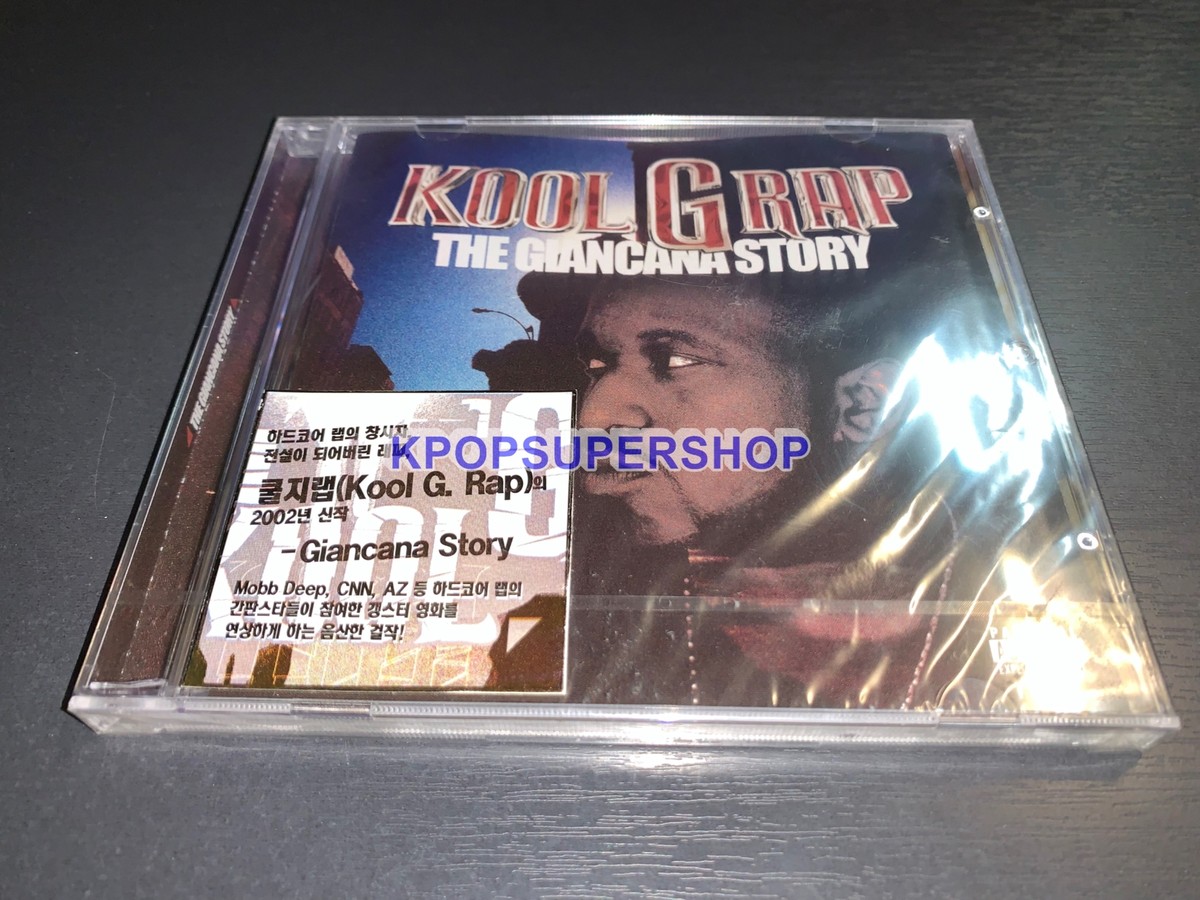 KOOL G RAP
THE GIANCANA STORY
THE GIANCANA STORY
하드코어 랩의 창시자
전설이 되어버린 래퍼,
쿨지랩(Kool G. Rap)의
2002년 신작
-Giancana Story
Mobb Deep, CNN, AZ 등 하드코어 랩의
간판스타들이 참여한 갱스터 영화를
연상하게 하는 음산한 걸작!
KPOPSUPERSHOP